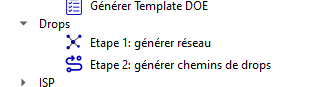 Générer Template DOE
Drops
Etape 1: générer réseau
Etape 2: générer chemins de drops
ISP